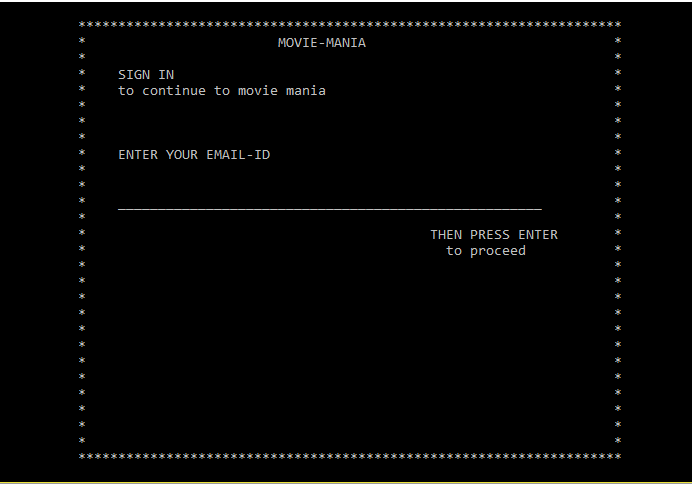 MOVIE-MANIA
SIGN IN
to continue to movie mania
ENTER YOUR EMAIL-ID
THEN PRESS ENTER
to proceed